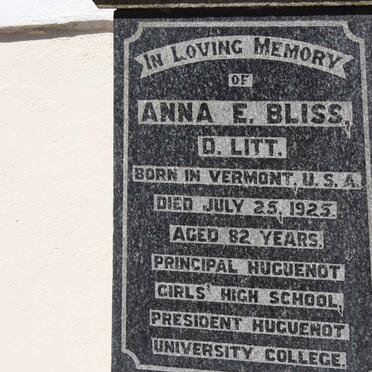 IN LOVING MEMORY
OF
ANNA E. BLISS,
D. LITT.
BORN IN VERMONT, U.S.A.
DIED JULY 25, 1925.
AGED 82 YEARS.
PRINCIPAL HUGUENOT
GIRLS' HIGH SCHOOL,
PRESIDENT HUGUENOT
UNIVERSITY COLLEGE.